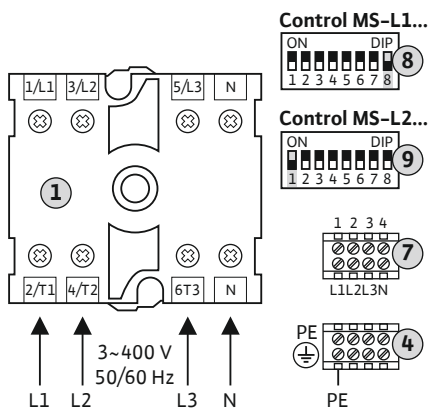 Control MS-L1...
ON DIP
1 2 3 4 5 6 7 8
8
Control MS-L2...
ON DIP
1 2 3 4 5 6 7 8
9
1/L1 3/L2 5/L3 N
1
2/T1 4/T2 6T3 N
3~400 V
50/60 Hz
L1 L2 L3 N
1 2 3 4
7
L1L2L3N
PE
4
PE